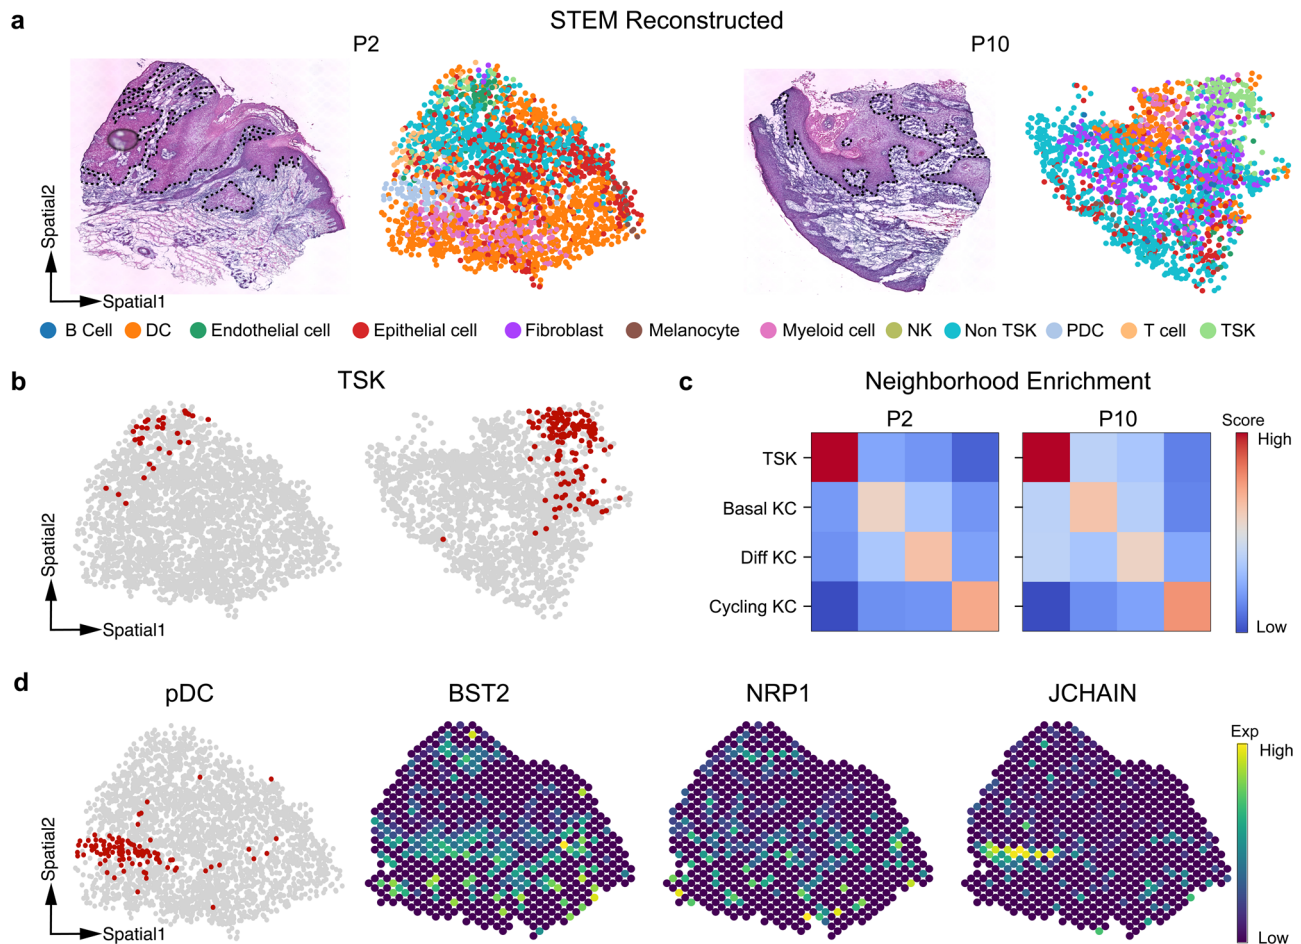 a
STEM Reconstructed
P2
P10
Spatial2
Spatial1
B Cell DC Endothelial cell Epithelial cell Fibroblast Melanocyte Myeloid cell NK Non TSK PDC T cell TSK
b
TSK
Spatial2
Spatial1
c
Neighborhood Enrichment
P2
P10
Score
High
Low
TSK
Basal KC
Diff KC
Cycling KC
d
pDC
BST2
NRP1
JCHAIN
Spatial2
Spatial1
Exp
High
Low